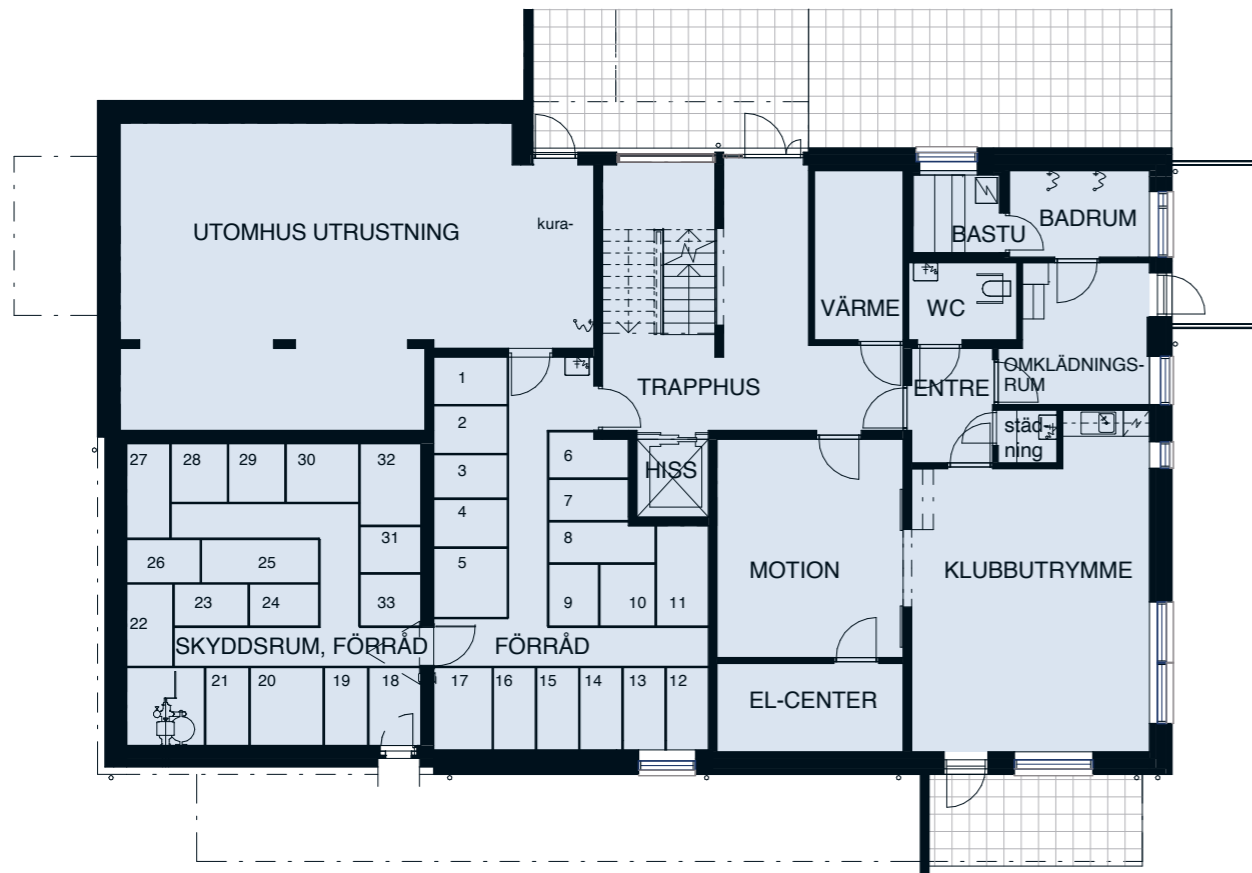 UTOMHUS UTRUSTNING
kura-
BASTU
BADRUM
VÄRME
WC
OMKLÄDNINGS-
RUM
ENTRE
TRAPPHUS
städ-
ning
HISS
1
2
3
4
5
6
7
8
9
10
11
27
28
29
30
32
31
26
25
23
24
33
22
SKYDDSRUM, FÖRRÅD
FÖRRÅD
MOTION
KLUBBUTRYMME
21
20
19
18
17
16
15
14
13
12
EL-CENTER